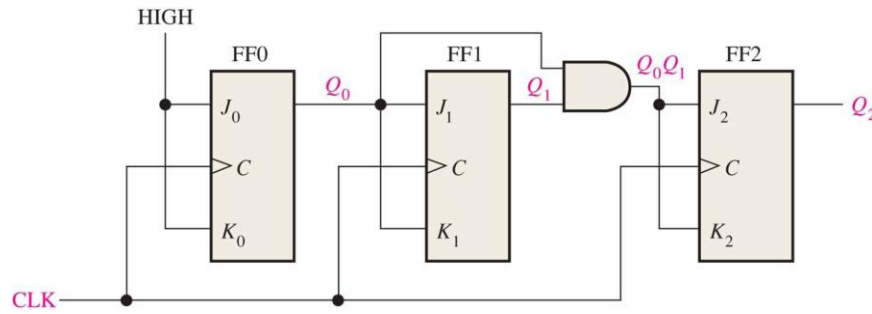 HIGH
FF0 FF1 FF2
Q0 Q1 Q0Q1
J0 J1 J2 Q2
C C C
K0 K1 K2
CLK